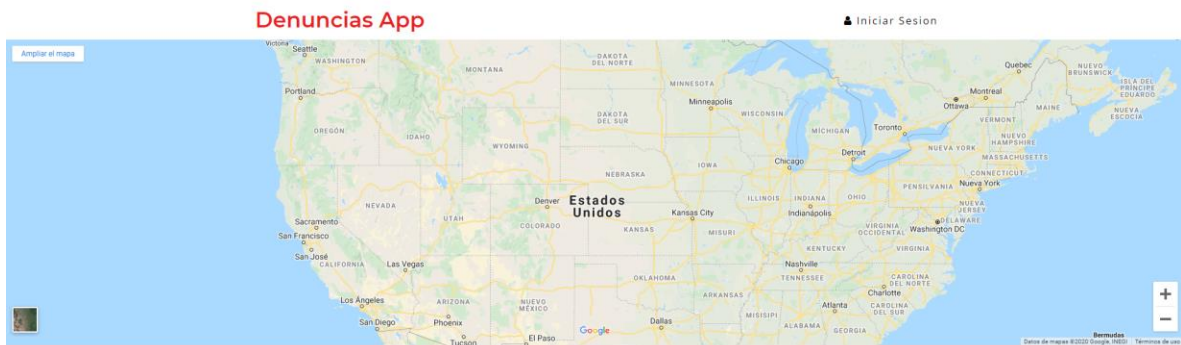 Denuncias App
Iniciar Sesion
Ampliar el mapa
Victoria
Seattle
WASHINGTON
MONTANA
DAKOTA
DEL NORTE
MINNESOTA
Quebec
NUEVO
BRUNSWICK
ISLA DEL
PRÍNCIPE
EDUARDO
Portland
Minneapolis
Montreal
Ottawa
MAINE
NUEVA
ESCOCIA
OREGÓN
IDAHO
DAKOTA
DEL SUR
WISCONSIN
MÍCHIGAN
Toronto
VERMONT
NUEVO
HAMPSHIRE
WYOMING
NUEVA YORK
MASSACHUSETTS
IOWA
Chicago
Detroit
CONNECTICUT
NEBRASKA
PENSILVANIA
Nueva York
NEVADA
UTAH
Denver
Estados
Unidos
ILLINOIS
INDIANA
OHIO
NUEVA
JERSEY
Sacramento
COLORADO
KANSAS
Kansas City
MISURI
Indianápolis
VIRGINIA
OCCIDENTAL
DELAWARE
Washington DC
San Francisco
San José
CALIFORNIA
Las Vegas
KENTUCKY
VIRGINIA
OKLAHOMA
Nashville
TENNESSEE
CAROLINA
DEL NORTE
Los Ángeles
ARIZONA
NUEVO
MÉXICO
ARKANSAS
Charlotte
CAROLINA
DEL SUR
San Diego
Phoenix
Google
Dallas
MISISIPI
Atlanta
ALABAMA
GEORGIA
Tucson
El Paso
Bermudas
Datos de mapas ©2020 Google, INEGI
Términos de uso